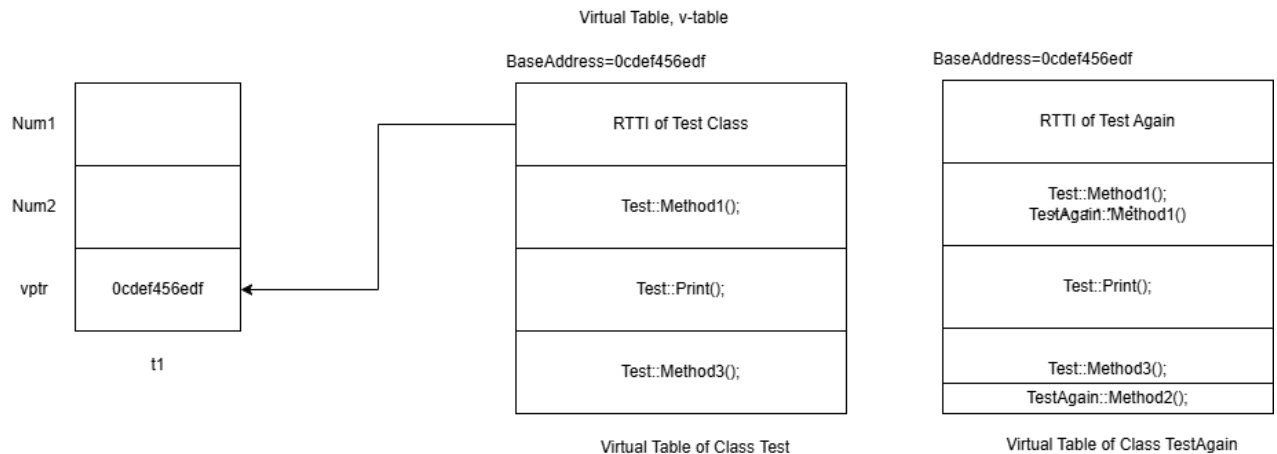 Virtual Table, v-table
BaseAddress=0cdef456edf
BaseAddress=0cdef456edf
Num1
RTTI of Test Class
RTTI of Test Again
Num2
Test::Method1();
Test::Method1();
TestAgain::Method1()
vptr
0cdef456edf
Test::Print();
Test::Print();
t1
Test::Method3();
Test::Method3();
TestAgain::Method2();
Virtual Table of Class Test
Virtual Table of Class TestAgain